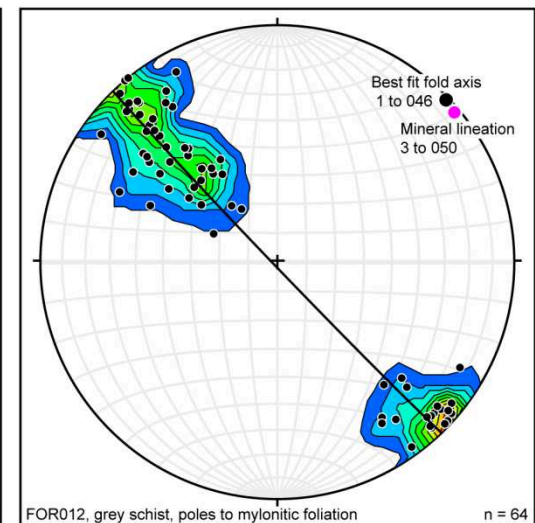 Best fit fold axis
1 to 046
Mineral lineation
3 to 050
FOR012, grey schist, poles to mylonitic foliation
n = 64